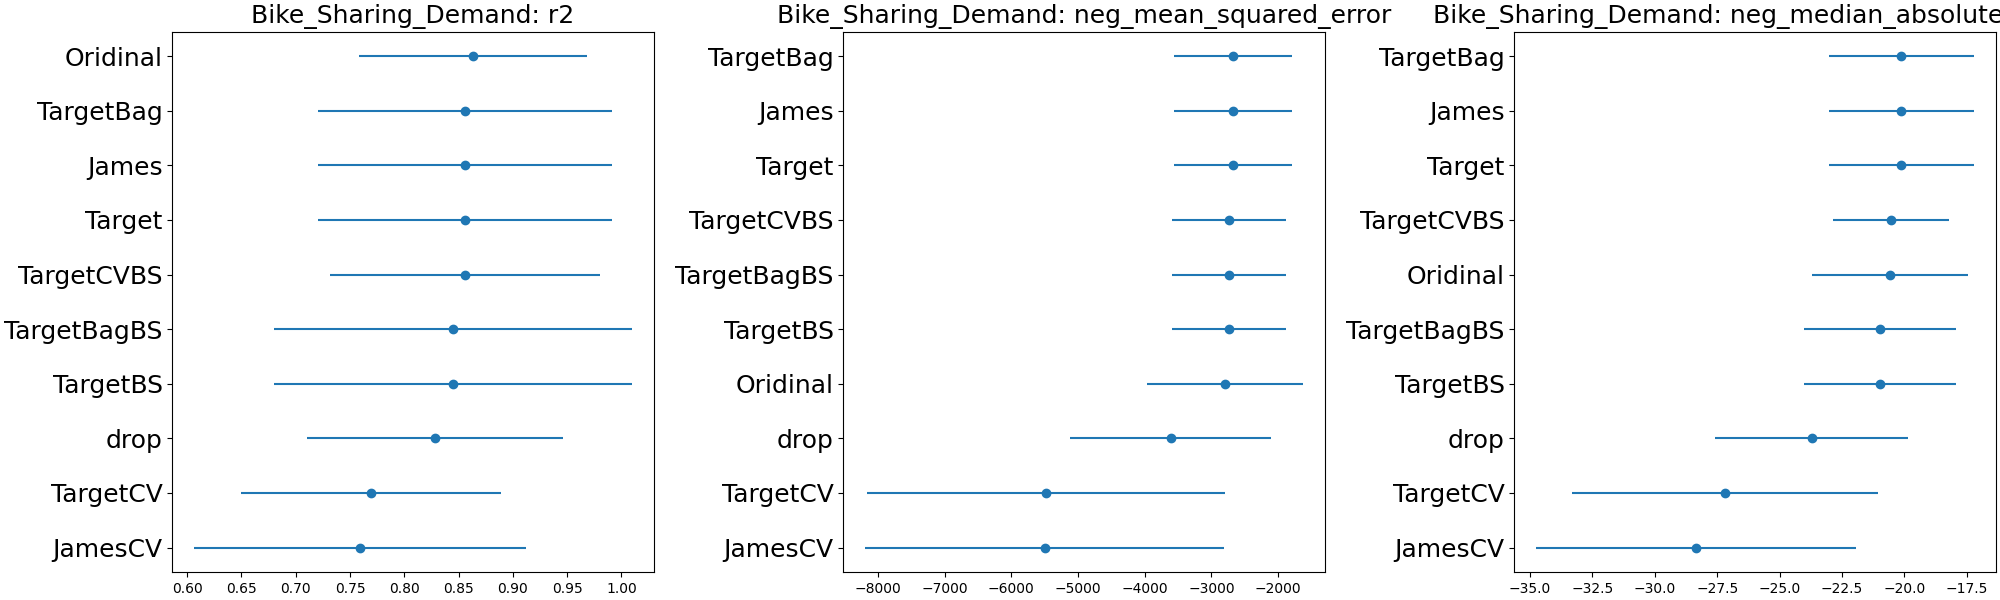 Bike_Sharing_Demand: r2
Oridinal
TargetBag
James
Target
TargetCVBS
TargetBagBS
TargetBS
drop
TargetCV
JamesCV
0.60 0.65 0.70 0.75 0.80 0.85 0.90 0.95 1.00
Bike_Sharing_Demand: neg_mean_squared_error
TargetBag
James
Target
TargetCVBS
TargetBagBS
TargetBS
Oridinal
drop
TargetCV
JamesCV
−8000 −7000 −6000 −5000 −4000 −3000 −2000
Bike_Sharing_Demand: neg_median_absolute
TargetBag
James
Target
TargetCVBS
Oridinal
TargetBagBS
TargetBS
drop
TargetCV
JamesCV
−35.0 −32.5 −30.0 −27.5 −25.0 −22.5 −20.0 −17.5